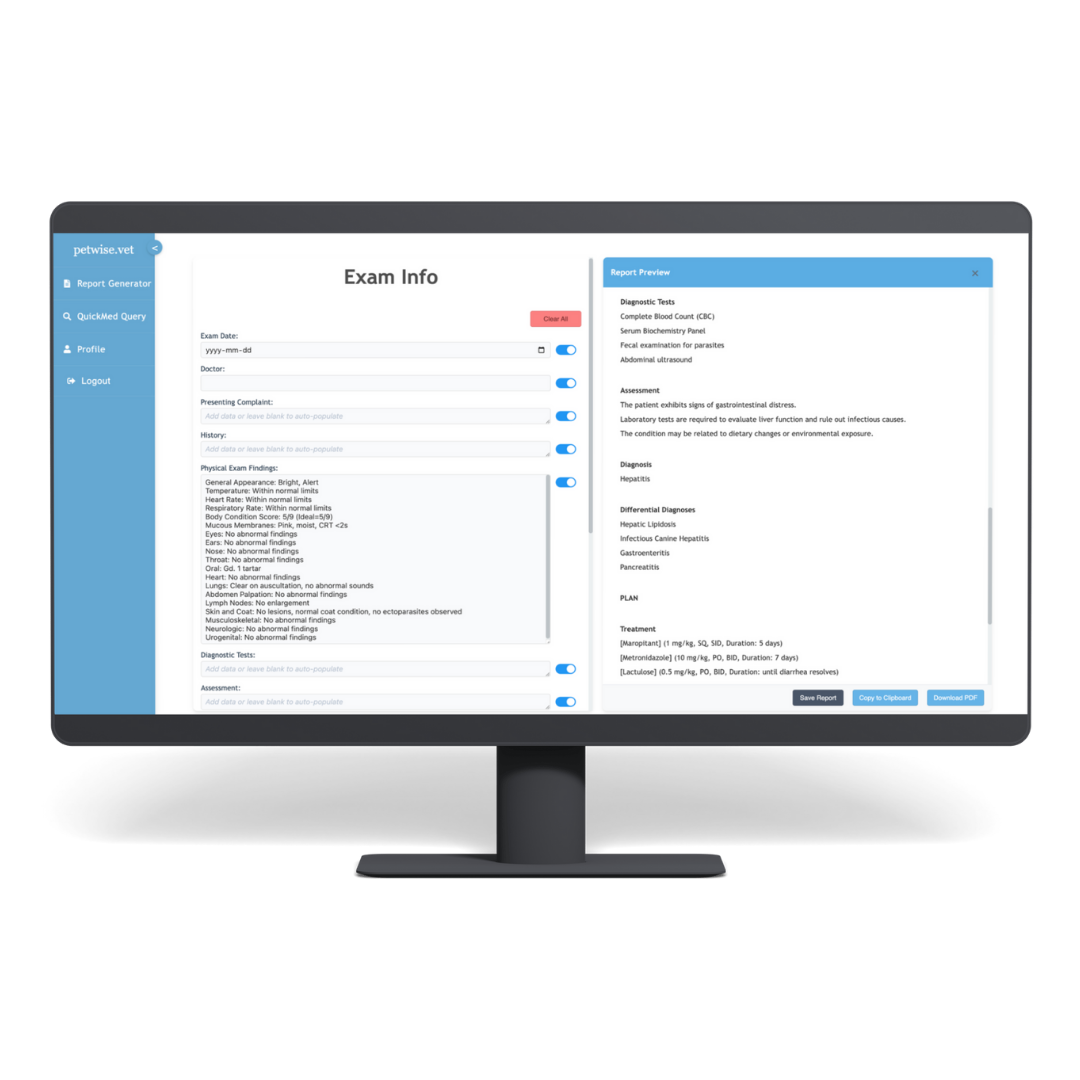 petwise.vet
<
Report Generator
QuickMed Query
Profile
Logout
Exam Info
Clear All
Exam Date:
yyyy-mm-dd
Doctor:
Presenting Complaint:
Add data or leave blank to auto-populate
History:
Add data or leave blank to auto-populate
Physical Exam Findings:
General Appearance: Bright, Alert
Temperature: Within normal limits
Heart Rate: Within normal limits
Respiratory Rate: Within normal limits
Body Condition Score: 5/9 (Ideal=5/9)
Mucous Membranes: Pink, moist, CRT <2s
Eyes: No abnormal findings
Ears: No abnormal findings
Nose: No abnormal findings
Throat: No abnormal findings
Oral: Gd. 1 tartar
Heart: No abnormal findings
Lungs: Clear on auscultation, no abnormal sounds
Abdomen Palpation: No abnormal findings
Lymph Nodes: No enlargement
Skin and Coat: No lesions, normal coat condition, no ectoparasites observed
Musculoskeletal: No abnormal findings
Neurologic: No abnormal findings
Urogenital: No abnormal findings
Diagnostic Tests:
Add data or leave blank to auto-populate
Assessment:
Add data or leave blank to auto-populate
Report Preview
×
Diagnostic Tests
Complete Blood Count (CBC)
Serum Biochemistry Panel
Fecal examination for parasites
Abdominal ultrasound
Assessment
The patient exhibits signs of gastrointestinal distress.
Laboratory tests are required to evaluate liver function and rule out infectious causes.
The condition may be related to dietary changes or environmental exposure.
Diagnosis
Hepatitis
Differential Diagnoses
Hepatic Lipidosis
Infectious Canine Hepatitis
Gastroenteritis
Pancreatitis
PLAN
Treatment
[Maropitant] (1 mg/kg, SQ, SID, Duration: 5 days)
[Metronidazole] (10 mg/kg, PO, BID, Duration: 7 days)
[Lactulose] (0.5 mg/kg, PO, BID, Duration: until diarrhea resolves)
Save Report
Copy to Clipboard
Download PDF